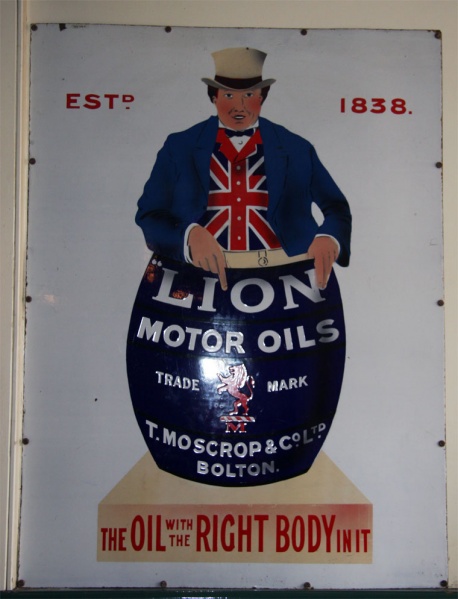 ESTD 1838.
"LION
MOTOR OILS
TRADE MARK
M
T. MOSCROP & CO. LTD
BOLTON.
THE OIL WITH THE RIGHT BODY IN IT